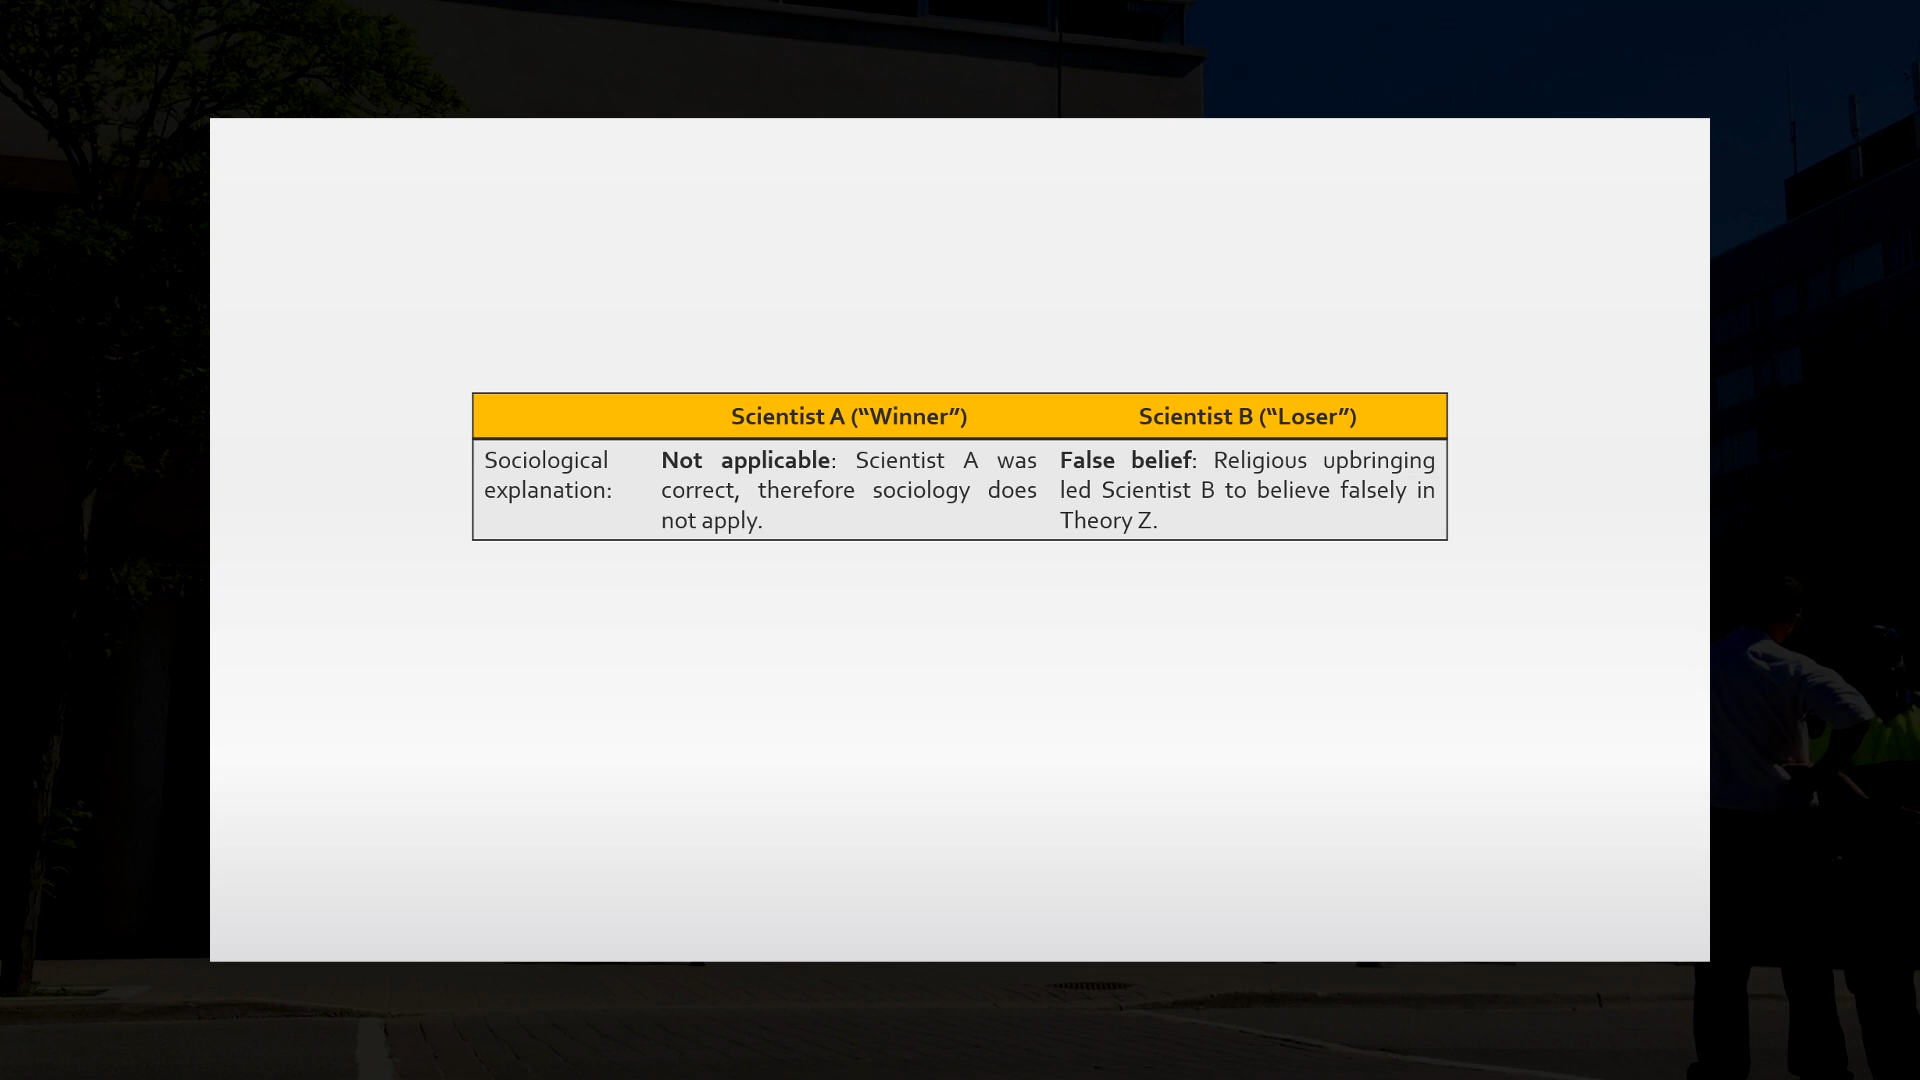 Scientist A (“Winner”) Scientist B (“Loser”)
Sociological explanation:
Not applicable: Scientist A was
correct, therefore sociology does
not apply.
False belief: Religious upbringing
led Scientist B to believe falsely in
Theory Z.